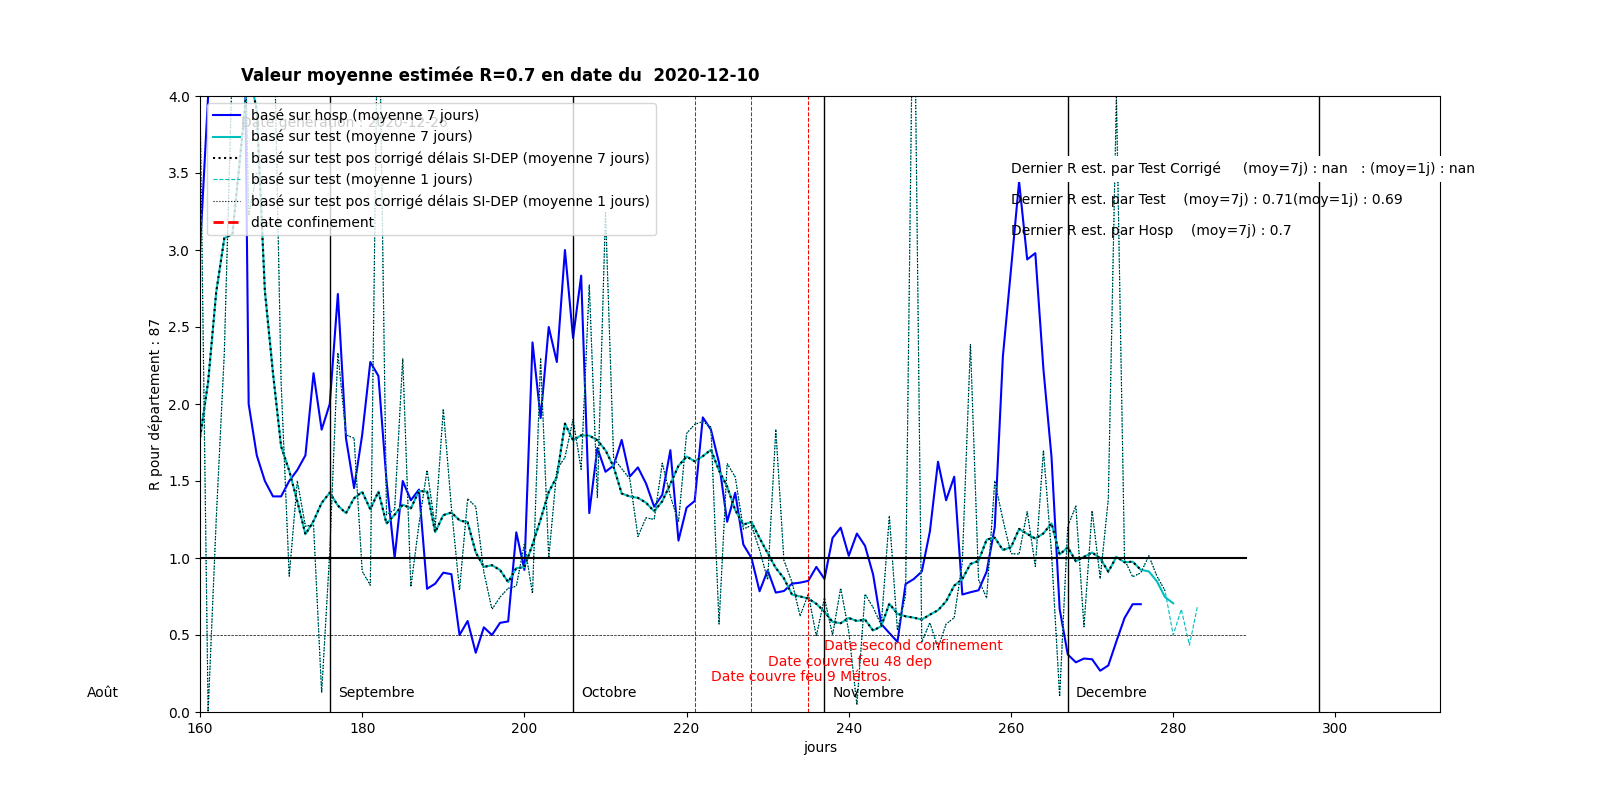 Valeur moyenne estimée R=0.7 en date du  2020-12-10
4.0
3.5
3.0
2.5
2.0
1.5
1.0
0.5
0.0
R pour département : 87
basé sur hosp (moyenne 7 jours)
basé sur test (moyenne 7 jours)
basé sur test pos corrigé délais SI-DEP (moyenne 7 jours)
basé sur test (moyenne 1 jours)
basé sur test pos corrigé délais SI-DEP (moyenne 1 jours)
date confinement
Dernier R est. par Test Corrigé     (moy=7j) : nan   : (moy=1j) : nan
Dernier R est. par Test    (moy=7j) : 0.71(moy=1j) : 0.69
Dernier R est. par Hosp    (moy=7j) : 0.7
Date second confinement
Date couvre feu 48 dep
Date couvre feu 9 Métros.
Août
Septembre
Octobre
Novembre
Decembre
160 180 200 220 240 260 280 300
jours